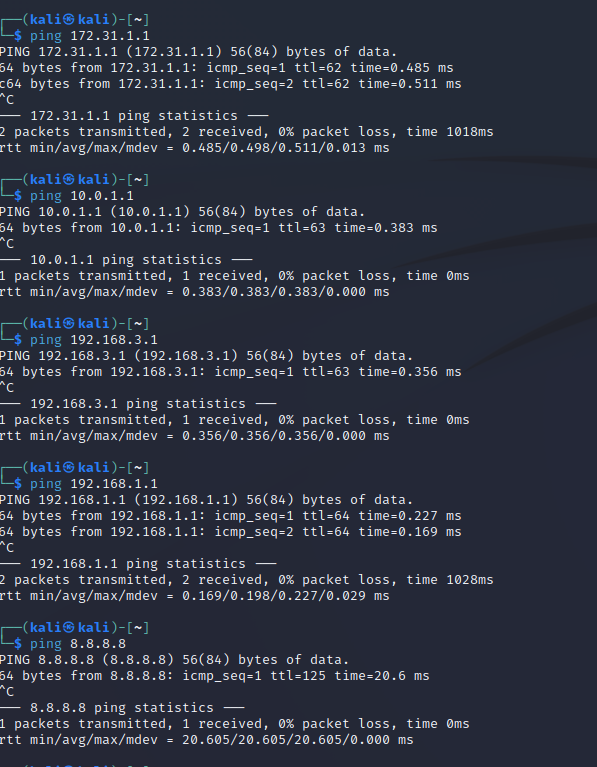 ┌──(kali㉿kali)-[~]
└─$ ping 172.31.1.1
PING 172.31.1.1 (172.31.1.1) 56(84) bytes of data.
64 bytes from 172.31.1.1: icmp_seq=1 ttl=62 time=0.485 ms
c64 bytes from 172.31.1.1: icmp_seq=2 ttl=62 time=0.511 ms
^C
─── 172.31.1.1 ping statistics ───
2 packets transmitted, 2 received, 0% packet loss, time 1018ms
rtt min/avg/max/mdev = 0.485/0.498/0.511/0.013 ms
┌──(kali㉿kali)-[~]
└─$ ping 10.0.1.1
PING 10.0.1.1 (10.0.1.1) 56(84) bytes of data.
64 bytes from 10.0.1.1: icmp_seq=1 ttl=63 time=0.383 ms
^C
─── 10.0.1.1 ping statistics ───
1 packets transmitted, 1 received, 0% packet loss, time 0ms
rtt min/avg/max/mdev = 0.383/0.383/0.383/0.000 ms
┌──(kali㉿kali)-[~]
└─$ ping 192.168.3.1
PING 192.168.3.1 (192.168.3.1) 56(84) bytes of data.
64 bytes from 192.168.3.1: icmp_seq=1 ttl=63 time=0.356 ms
^C
─── 192.168.3.1 ping statistics ───
1 packets transmitted, 1 received, 0% packet loss, time 0ms
rtt min/avg/max/mdev = 0.356/0.356/0.356/0.000 ms
┌──(kali㉿kali)-[~]
└─$ ping 192.168.1.1
PING 192.168.1.1 (192.168.1.1) 56(84) bytes of data.
64 bytes from 192.168.1.1: icmp_seq=1 ttl=64 time=0.227 ms
64 bytes from 192.168.1.1: icmp_seq=2 ttl=64 time=0.169 ms
^C
─── 192.168.1.1 ping statistics ───
2 packets transmitted, 2 received, 0% packet loss, time 1028ms
rtt min/avg/max/mdev = 0.169/0.198/0.227/0.029 ms
┌──(kali㉿kali)-[~]
└─$ ping 8.8.8.8
PING 8.8.8.8 (8.8.8.8) 56(84) bytes of data.
64 bytes from 8.8.8.8: icmp_seq=1 ttl=125 time=20.6 ms
^C
─── 8.8.8.8 ping statistics ───
1 packets transmitted, 1 received, 0% packet loss, time 0ms
rtt min/avg/max/mdev = 20.605/20.605/20.605/0.000 ms